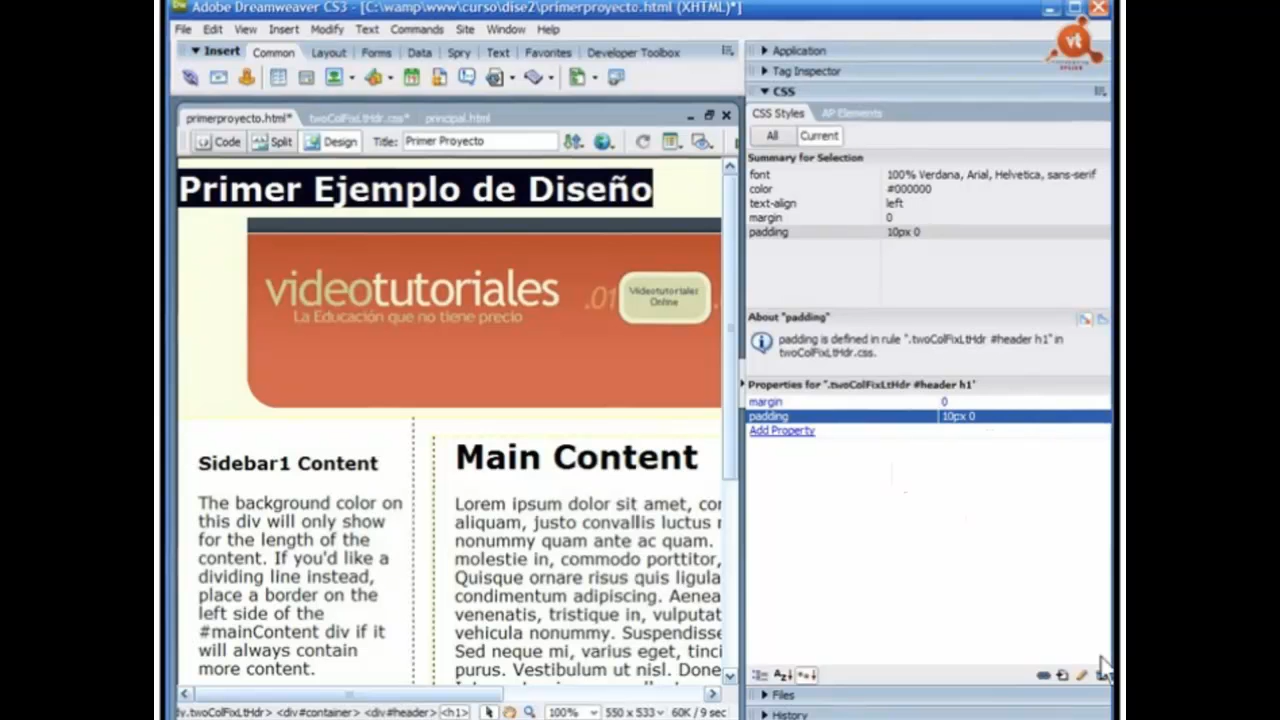 Adobe Dreamweaver CS3 - [C:\wamp\www\curso\dise2\primerproyecto.html (XHTML)*]
File Edit View Insert Modify Text Commands Site Window Help
Insert Common Layout Forms Data Spry Text Favorites Developer Toolbox
primerproyecto.html* twoColFixLtHdr.css* principal.html
Code Split Design Title: Primer Proyecto
Primer Ejemplo de Diseño
videotutoriales
La Educación que no tiene precio
.01
Videotutoriales
Online
Sidebar1 Content
The background color on
this div will only show
for the length of the
content. If you'd like a
dividing line instead,
place a border on the
left side of the
#mainContent div if it
will always contain
more content.
Main Content
Lorem ipsum dolor sit amet, con
aliquam, justo convallis luctus r
nonummy quam ante ac quam.
molestie in, commodo porttitor,
Quisque ornare risus quis ligula
condimentum adipiscing. Aenea
venenatis, tristique in, vulputat
vehicula nonummy. Suspendisse
Sed neque mi, varius eget, tinci
purus. Vestibulum ut nisl. Done
dy.twoColFixLtHdr> <div#container> <div#header> <h1> 100% 550 x 533 60K / 9 sec
vt
Application
Tag Inspector
CSS
CSS Styles AP Elements
All Current
Summary for Selection
font 100% Verdana, Arial, Helvetica, sans-serif
color #000000
text-align left
margin 0
padding 10px 0
About "padding"
padding is defined in rule ".twoColFixLtHdr #header h1" in
twoColFixLtHdr.css.
Properties for ".twoColFixLtHdr #header h1"
margin 0
padding 10px 0
Add Property
Files
History